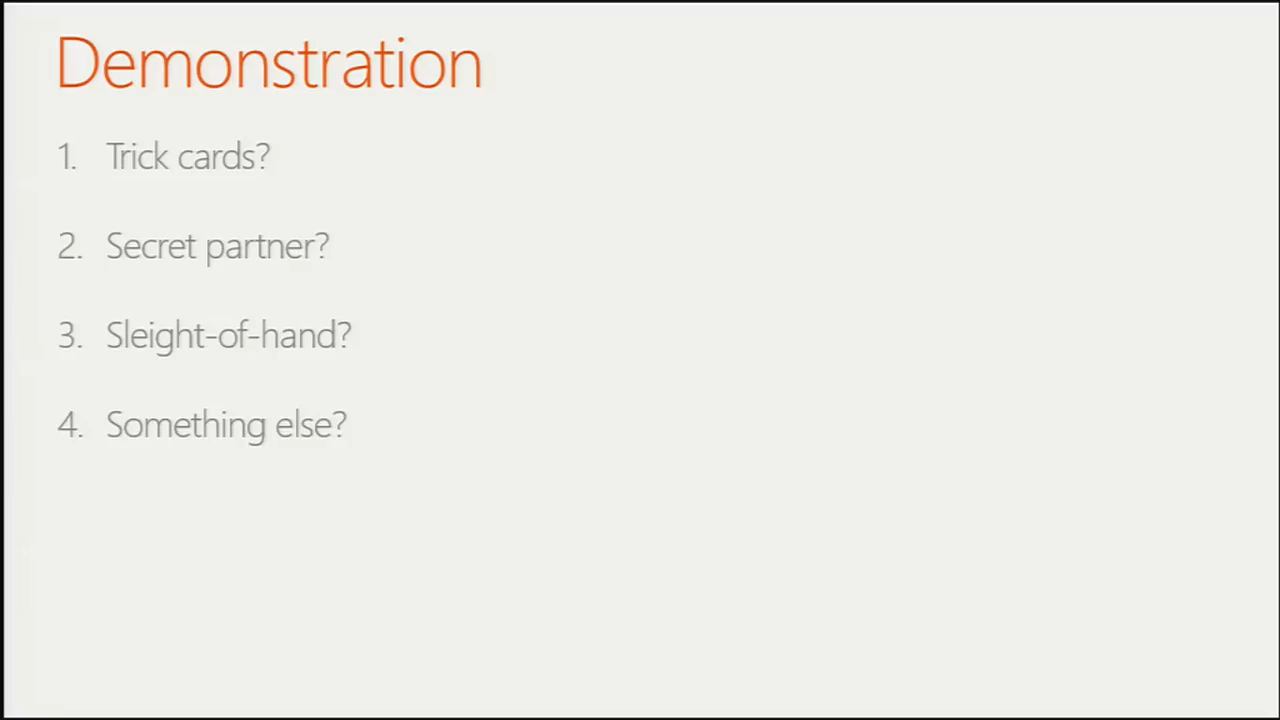 Demonstration
1. Trick cards?
2. Secret partner?
3. Sleight-of-hand?
4. Something else?